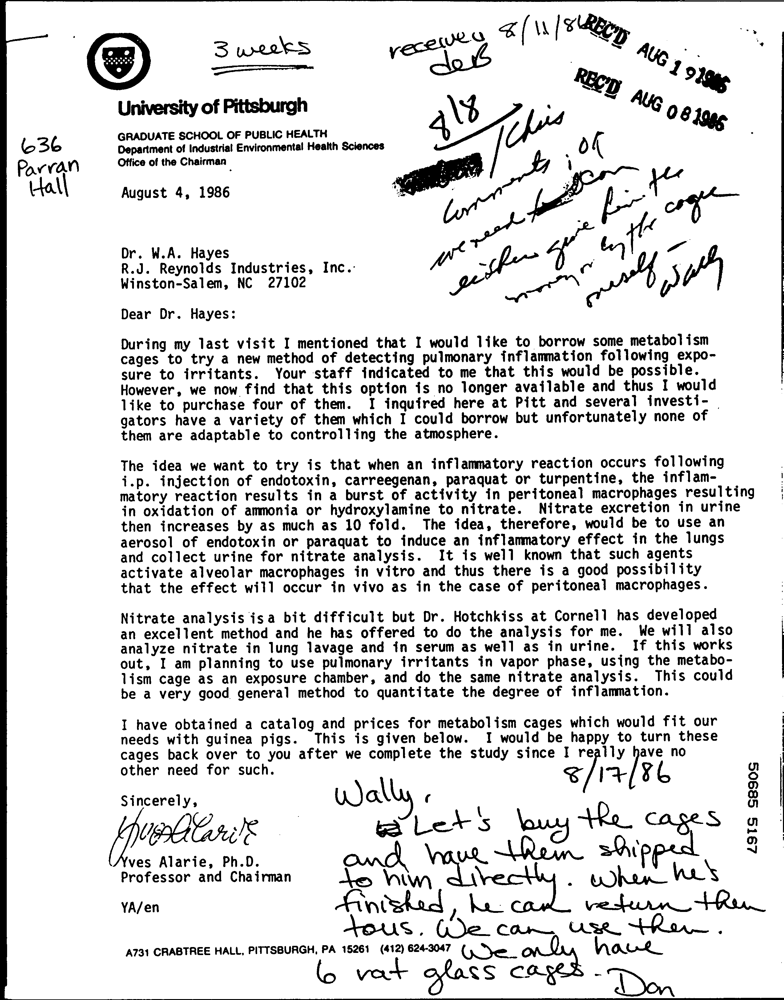 3 weeks
received 8/11/86
deB
REC'D AUG 19 1986
REC'D AUG 08 1986
University of Pittsburgh
GRADUATE SCHOOL OF PUBLIC HEALTH
Department of Industrial Environmental Health Sciences
Office of the Chairman
636
Parran
Hall
8/8
/Chris
Comments; or
we need to
either give him the
money or buy the cages
ourself -
Wally
August 4, 1986
Dr. W.A. Hayes
R.J. Reynolds Industries, Inc.
Winston-Salem, NC 27102
Dear Dr. Hayes:
During my last visit I mentioned that I would like to borrow some metabolism
cages to try a new method of detecting pulmonary inflammation following expo-
sure to irritants. Your staff indicated to me that this would be possible.
However, we now find that this option is no longer available and thus I would
like to purchase four of them. I inquired here at Pitt and several investi-
gators have a variety of them which I could borrow but unfortunately none of
them are adaptable to controlling the atmosphere.
The idea we want to try is that when an inflammatory reaction occurs following
i.p. injection of endotoxin, carreegenan, paraquat or turpentine, the inflam-
matory reaction results in a burst of activity in peritoneal macrophages resulting
in oxidation of ammonia or hydroxylamine to nitrate. Nitrate excretion in urine
then increases by as much as 10 fold. The idea, therefore, would be to use an
aerosol of endotoxin or paraquat to induce an inflammatory effect in the lungs
and collect urine for nitrate analysis. It is well known that such agents
activate alveolar macrophages in vitro and thus there is a good possibility
that the effect will occur in vivo as in the case of peritoneal macrophages.
Nitrate analysis is a bit difficult but Dr. Hotchkiss at Cornell has developed
an excellent method and he has offered to do the analysis for me. We will also
analyze nitrate in lung lavage and in serum as well as in urine. If this works
out, I am planning to use pulmonary irritants in vapor phase, using the metabo-
lism cage as an exposure chamber, and do the same nitrate analysis. This could
be a very good general method to quantitate the degree of inflammation.
I have obtained a catalog and prices for metabolism cages which would fit our
needs with guinea pigs. This is given below. I would be happy to turn these
cages back over to you after we complete the study since I really have no
other need for such.
8/17/86
Sincerely,
Yves Alarie
Yves Alarie, Ph.D.
Professor and Chairman
YA/en
Wally,
Let's buy the cages
and have them shipped
to him directly. When he's
finished, he can return them
to us. We can use them.
We only have
6 rat glass cages - Don
A731 CRABTREE HALL, PITTSBURGH, PA 15261 (412) 624-3047
50685 5167